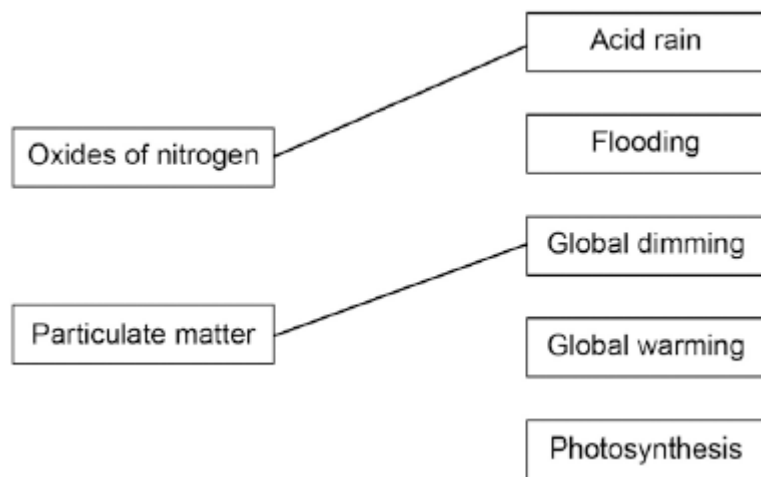 Acid rain
Oxides of nitrogen
Flooding
Global dimming
Particulate matter
Global warming
Photosynthesis